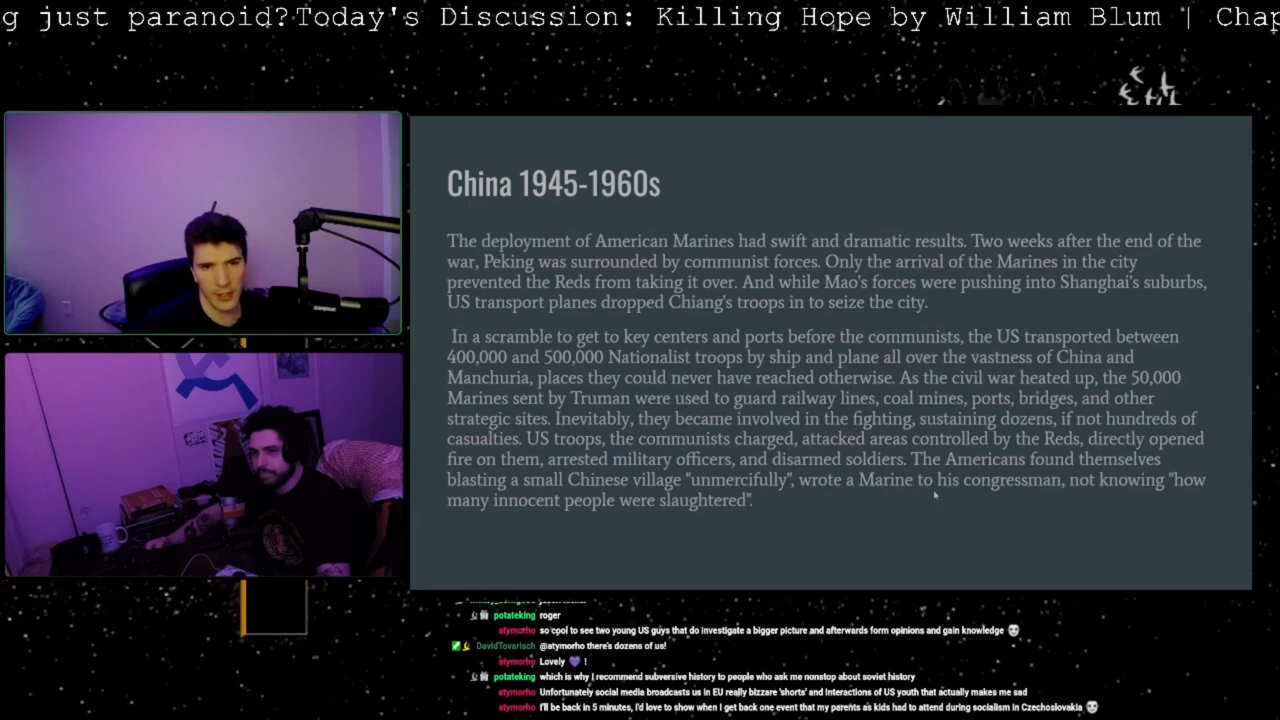 g just paranoid?Today's Discussion: Killing Hope by William Blum | Chap
China 1945-1960s
The deployment of American Marines had swift and dramatic results. Two weeks after the end of the
war, Peking was surrounded by communist forces. Only the arrival of the Marines in the city
prevented the Reds from taking it over. And while Mao's forces were pushing into Shanghai's suburbs,
US transport planes dropped Chiang's troops in to seize the city.
In a scramble to get to key centers and ports before the communists, the US transported between
400,000 and 500,000 Nationalist troops by ship and plane all over the vastness of China and
Manchuria, places they could never have reached otherwise. As the civil war heated up, the 50,000
Marines sent by Truman were used to guard railway lines, coal mines, ports, bridges, and other
strategic sites. Inevitably, they became involved in the fighting, sustaining dozens, if not hundreds of
casualties. US troops, the communists charged, attacked areas controlled by the Reds, directly opened
fire on them, arrested military officers, and disarmed soldiers. The Americans found themselves
blasting a small Chinese village "unmercifully", wrote a Marine to his congressman, not knowing "how
many innocent people were slaughtered".
potateking roger
atymorho so cool to see two young US guys that do investigate a bigger picture and afterwards form opinions and gain knowledge
DavidTovarisch @atymorho there's dozens of us!
atymorho Lovely 💜 !
potateking which is why I recommend subversive history to people who ask me nonstop about soviet history
atymorho Unfortunately social media broadcasts us in EU really bizzare 'shorts' and interactions of US youth that actually makes me sad
atymorho I'll be back in 5 minutes, I'd love to show when I get back one event that my parents as kids had to attend during socialism in Czechoslovakia